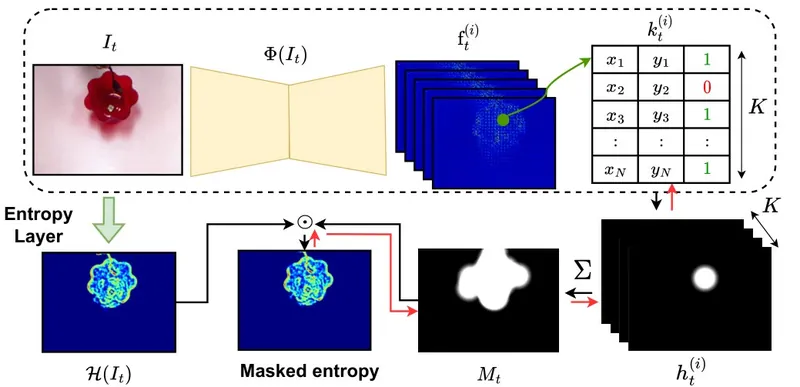 I_t
Φ(I_t)
f_t^{(i)}
k_t^{(i)}
x_1 y_1 1
x_2 y_2 0
x_3 y_3 1
: : :
x_N y_N 1
K
Entropy
Layer
⊙
Σ
K
H(I_t)
Masked entropy
M_t
h_t^{(i)}